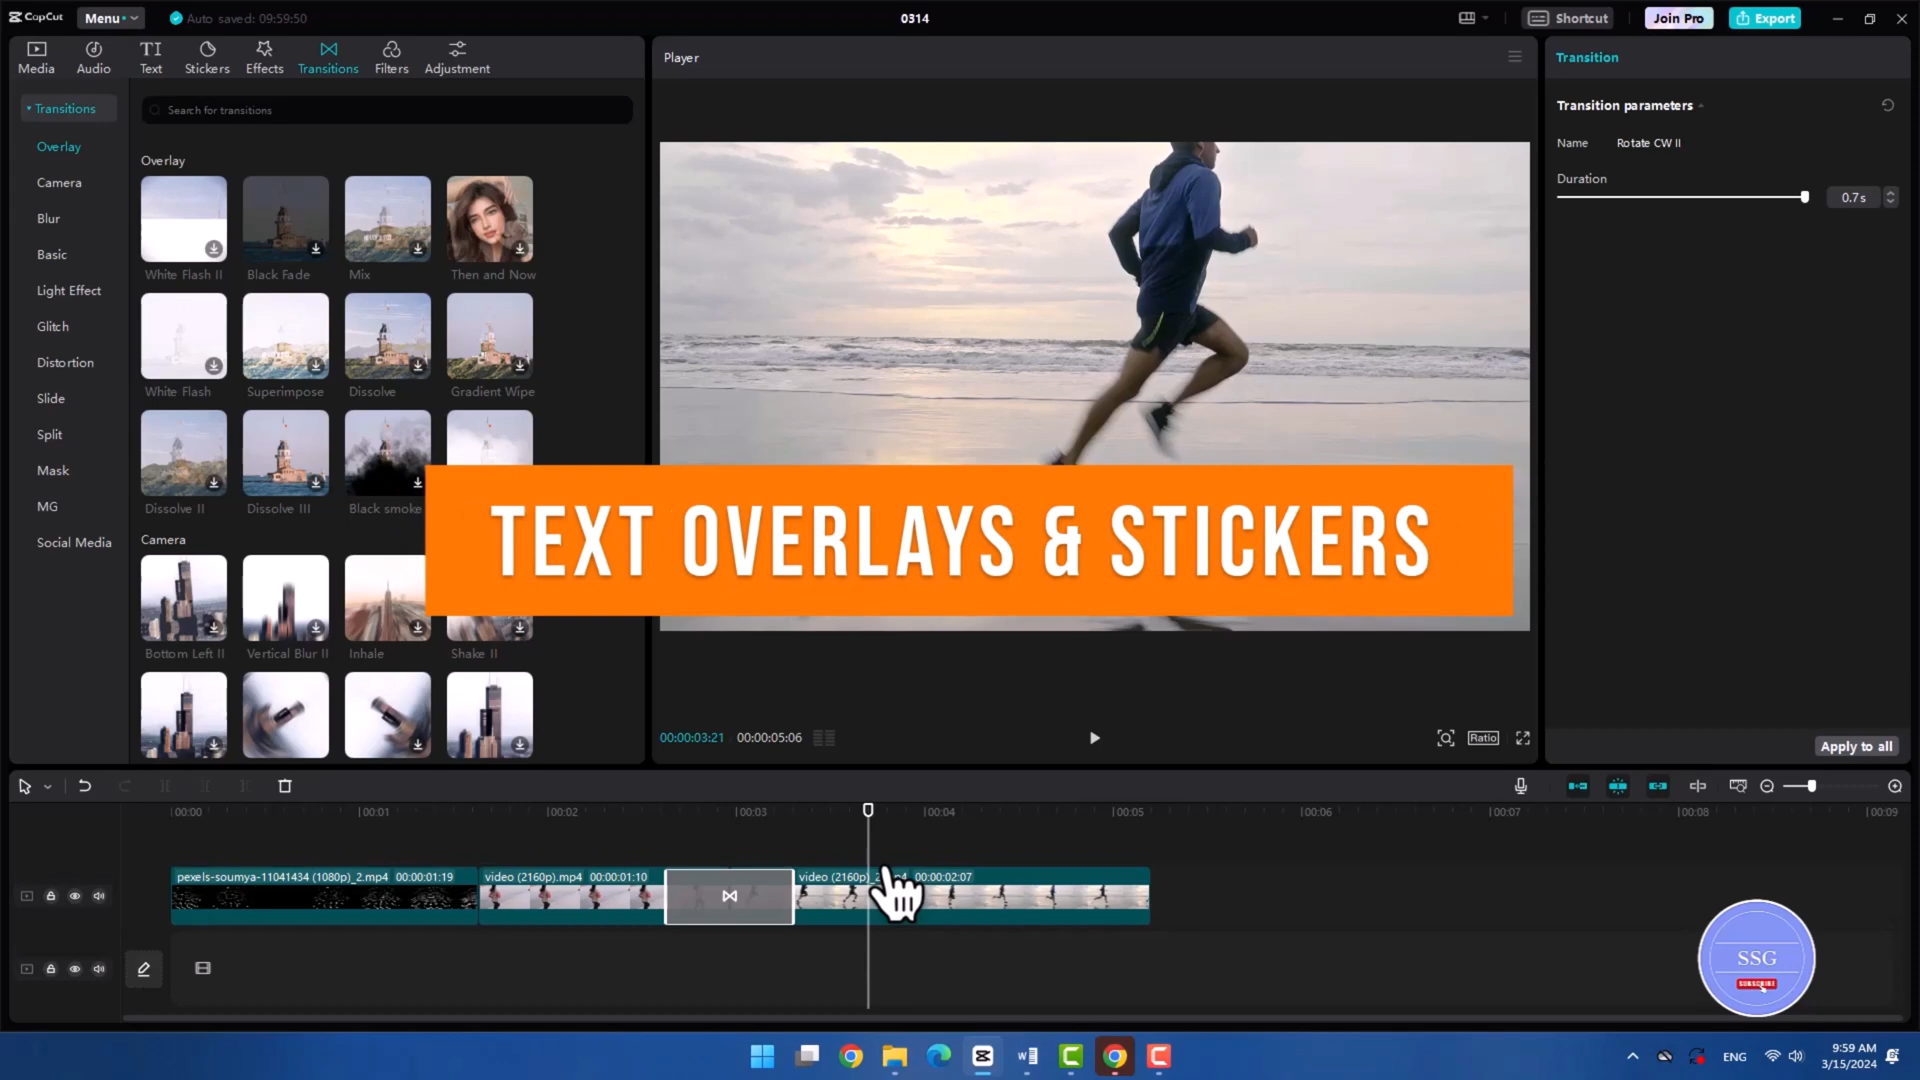 CapCut
Menu
Auto saved: 09:59:50
0314
Shortcut
Join Pro
Export
Media
Audio
TI
Text
Stickers
Effects
Transitions
Filters
Adjustment
Transitions
Search for transitions
Overlay
Camera
Blur
Basic
Light Effect
Glitch
Distortion
Slide
Split
Mask
MG
Social Media
Overlay
White Flash II
Black Fade
Mix
Then and Now
White Flash
Superimpose
Dissolve
Gradient Wipe
Dissolve II
Dissolve III
Black smoke
Camera
Bottom Left II
Vertical Blur II
Inhale
Shake II
Player
TEXT OVERLAYS & STICKERS
00:00:03:21
00:00:05:06
Ratio
Transition
Transition parameters
Name
Rotate CW II
Duration
0.7s
Apply to all
00:00
00:01
00:02
00:03
00:04
00:05
00:06
00:07
00:08
00:09
pexels-soumya-11041434 (1080p)_2.mp4 00:00:01:19
video (2160p).mp4 00:00:01:10
video (2160p)_2 00:00:02:07
SSG
SUBSCRIBE
ENG
9:59 AM
3/15/2024